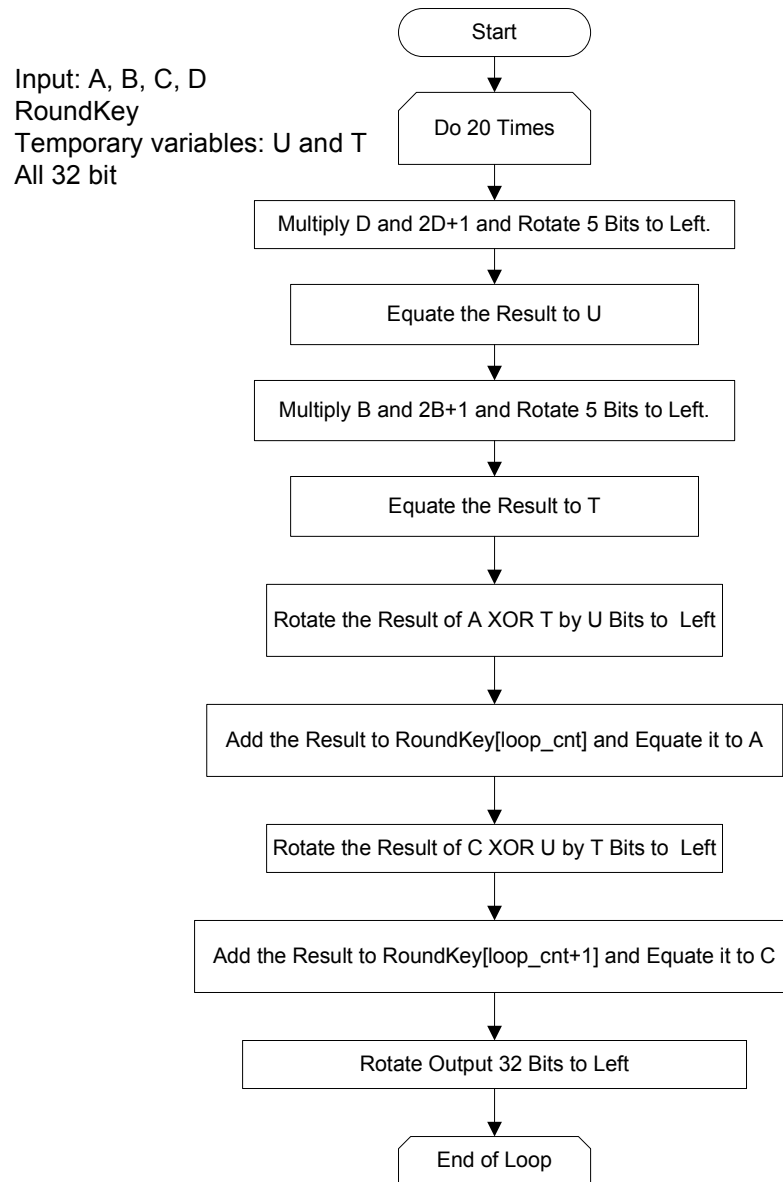 Start
Input: A, B, C, D
RoundKey
Temporary variables: U and T
All 32 bit
Do 20 Times
Multiply D and 2D+1 and Rotate 5 Bits to Left.
Equate the Result to U
Multiply B and 2B+1 and Rotate 5 Bits to Left.
Equate the Result to T
Rotate the Result of A XOR T by U Bits to Left
Add the Result to RoundKey[loop_cnt] and Equate it to A
Rotate the Result of C XOR U by T Bits to Left
Add the Result to RoundKey[loop_cnt+1] and Equate it to C
Rotate Output 32 Bits to Left
End of Loop